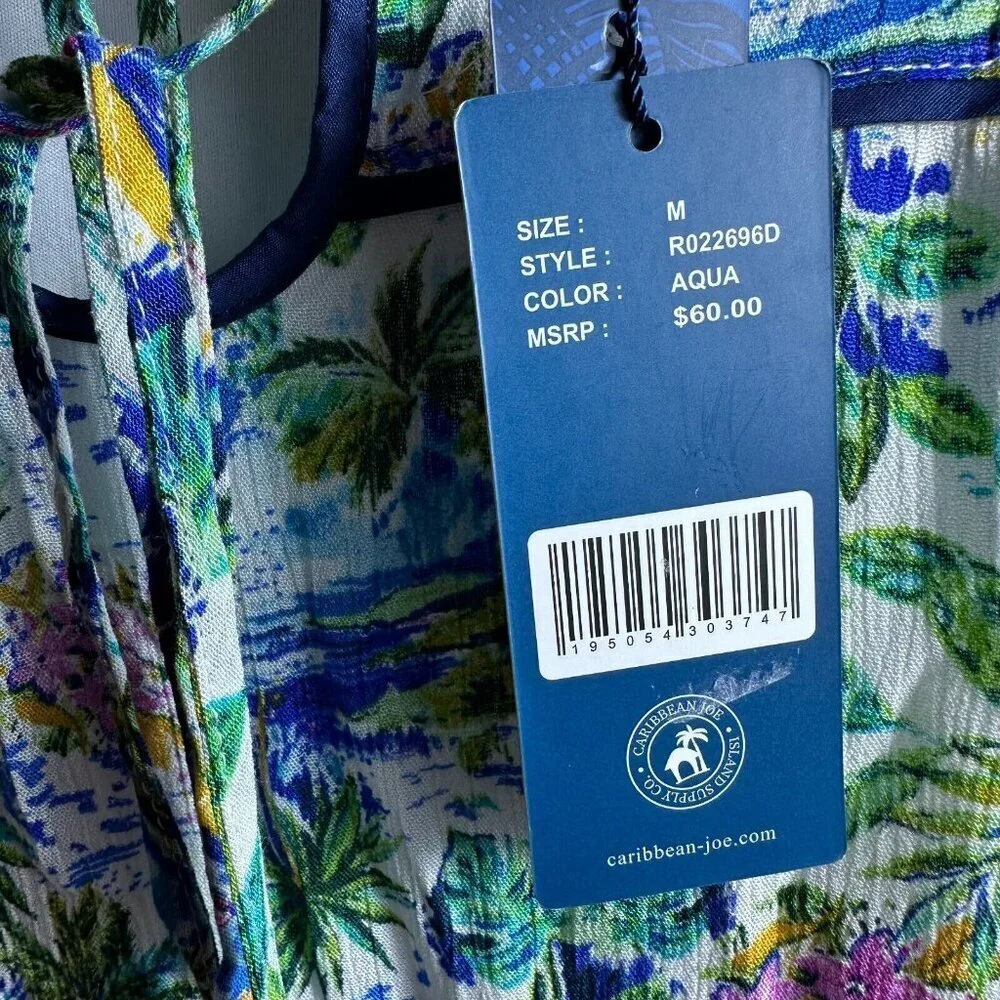 SIZE : M
STYLE : R022696D
COLOR : AQUA
MSRP : $60.00
195054303747
CARIBBEAN JOE
ISLAND SUPPLY CO.
caribbean-joe.com